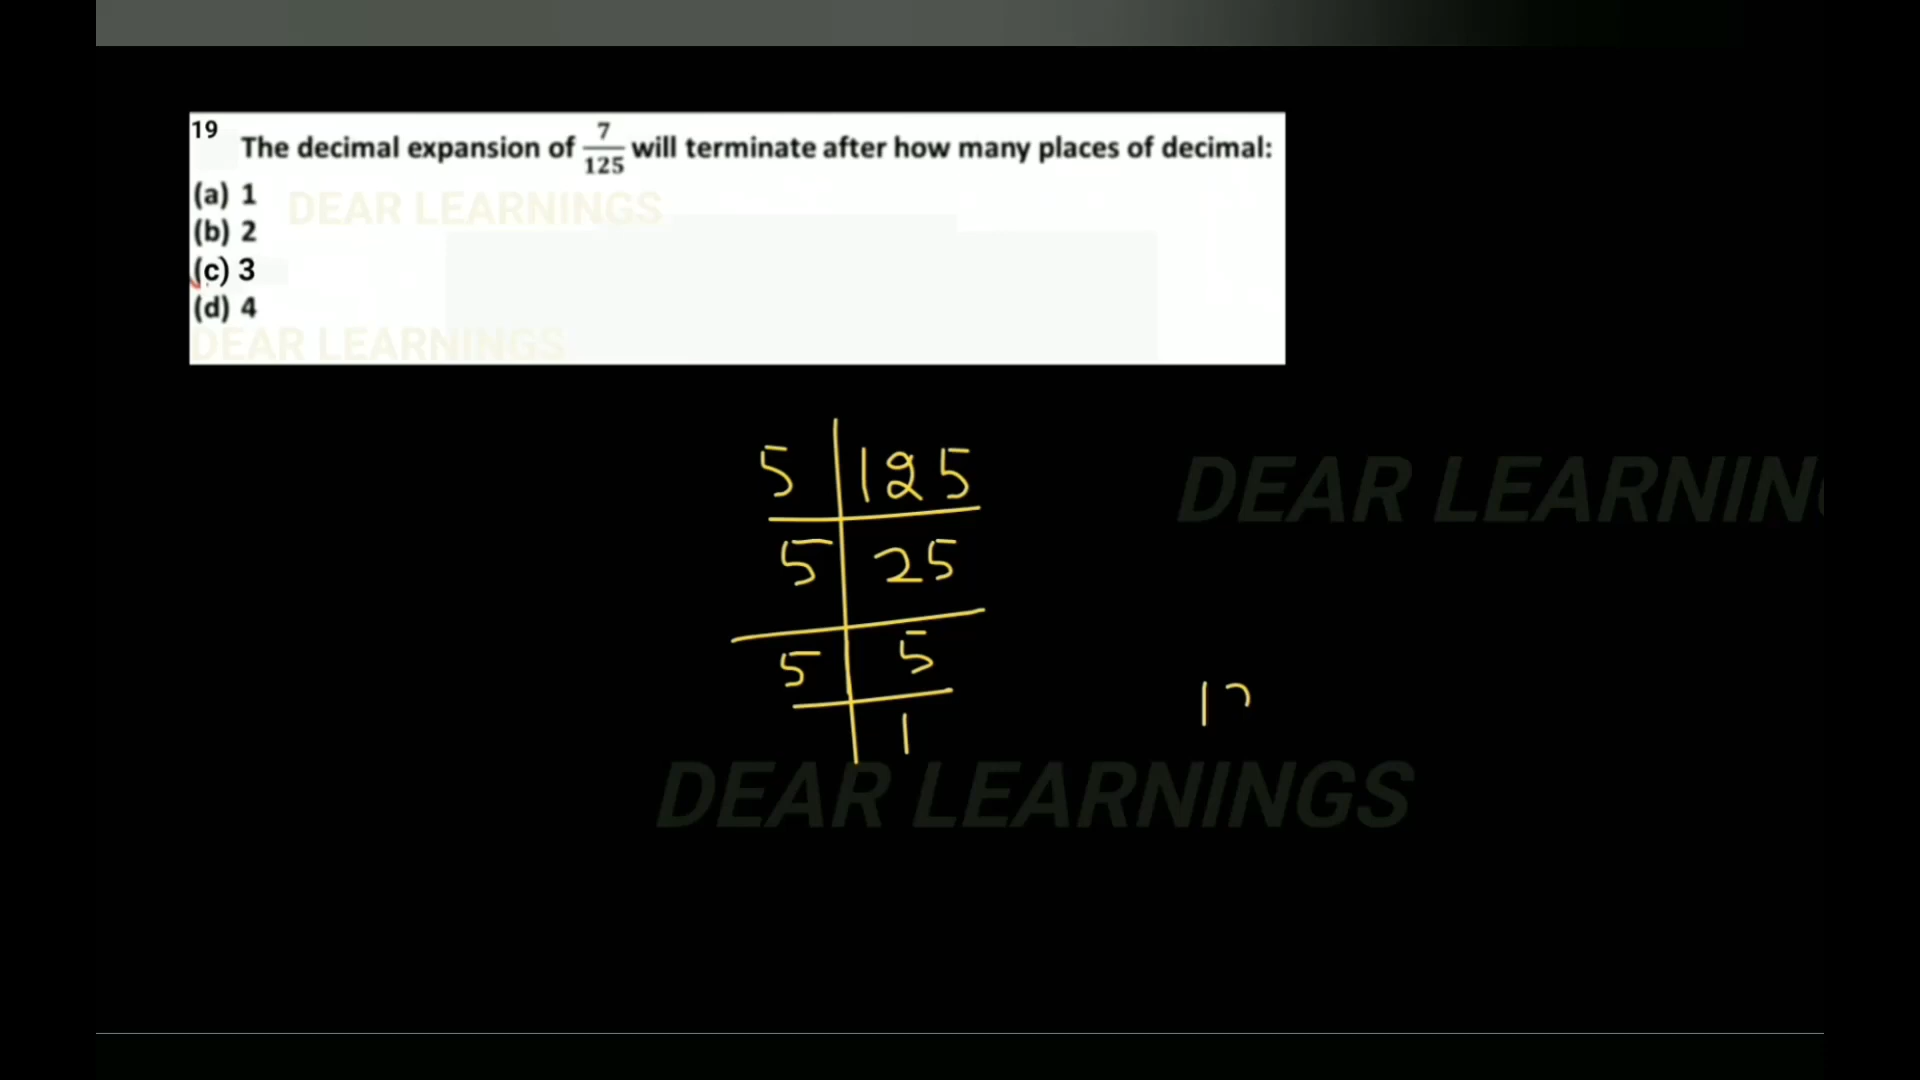 19
The decimal expansion of 7/125 will terminate after how many places of decimal:
(a) 1
DEAR LEARNINGS
(b) 2
(c) 3
(d) 4
DEAR LEARNINGS
5 125
DEAR LEARNIN
5 25
5 5
1
12
DEAR LEARNINGS